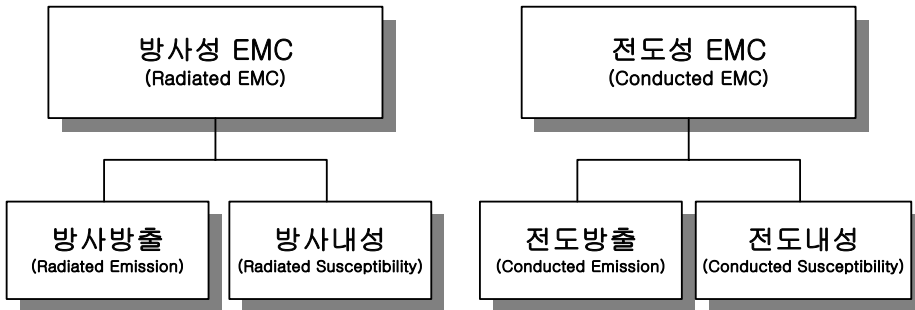 방사성 EMC
(Radiated EMC)
전도성 EMC
(Conducted EMC)
방사방출
(Radiated Emission)
방사내성
(Radiated Susceptibility)
전도방출
(Conducted Emission)
전도내성
(Conducted Susceptibility)